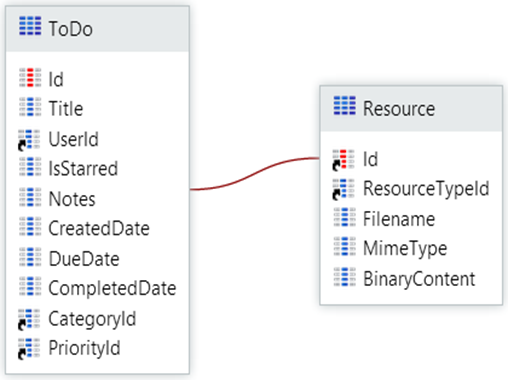 ToDo
Id
Title
UserId
IsStarred
Notes
CreatedDate
DueDate
CompletedDate
CategoryId
PriorityId
Resource
Id
ResourceTypeId
Filename
MimeType
BinaryContent